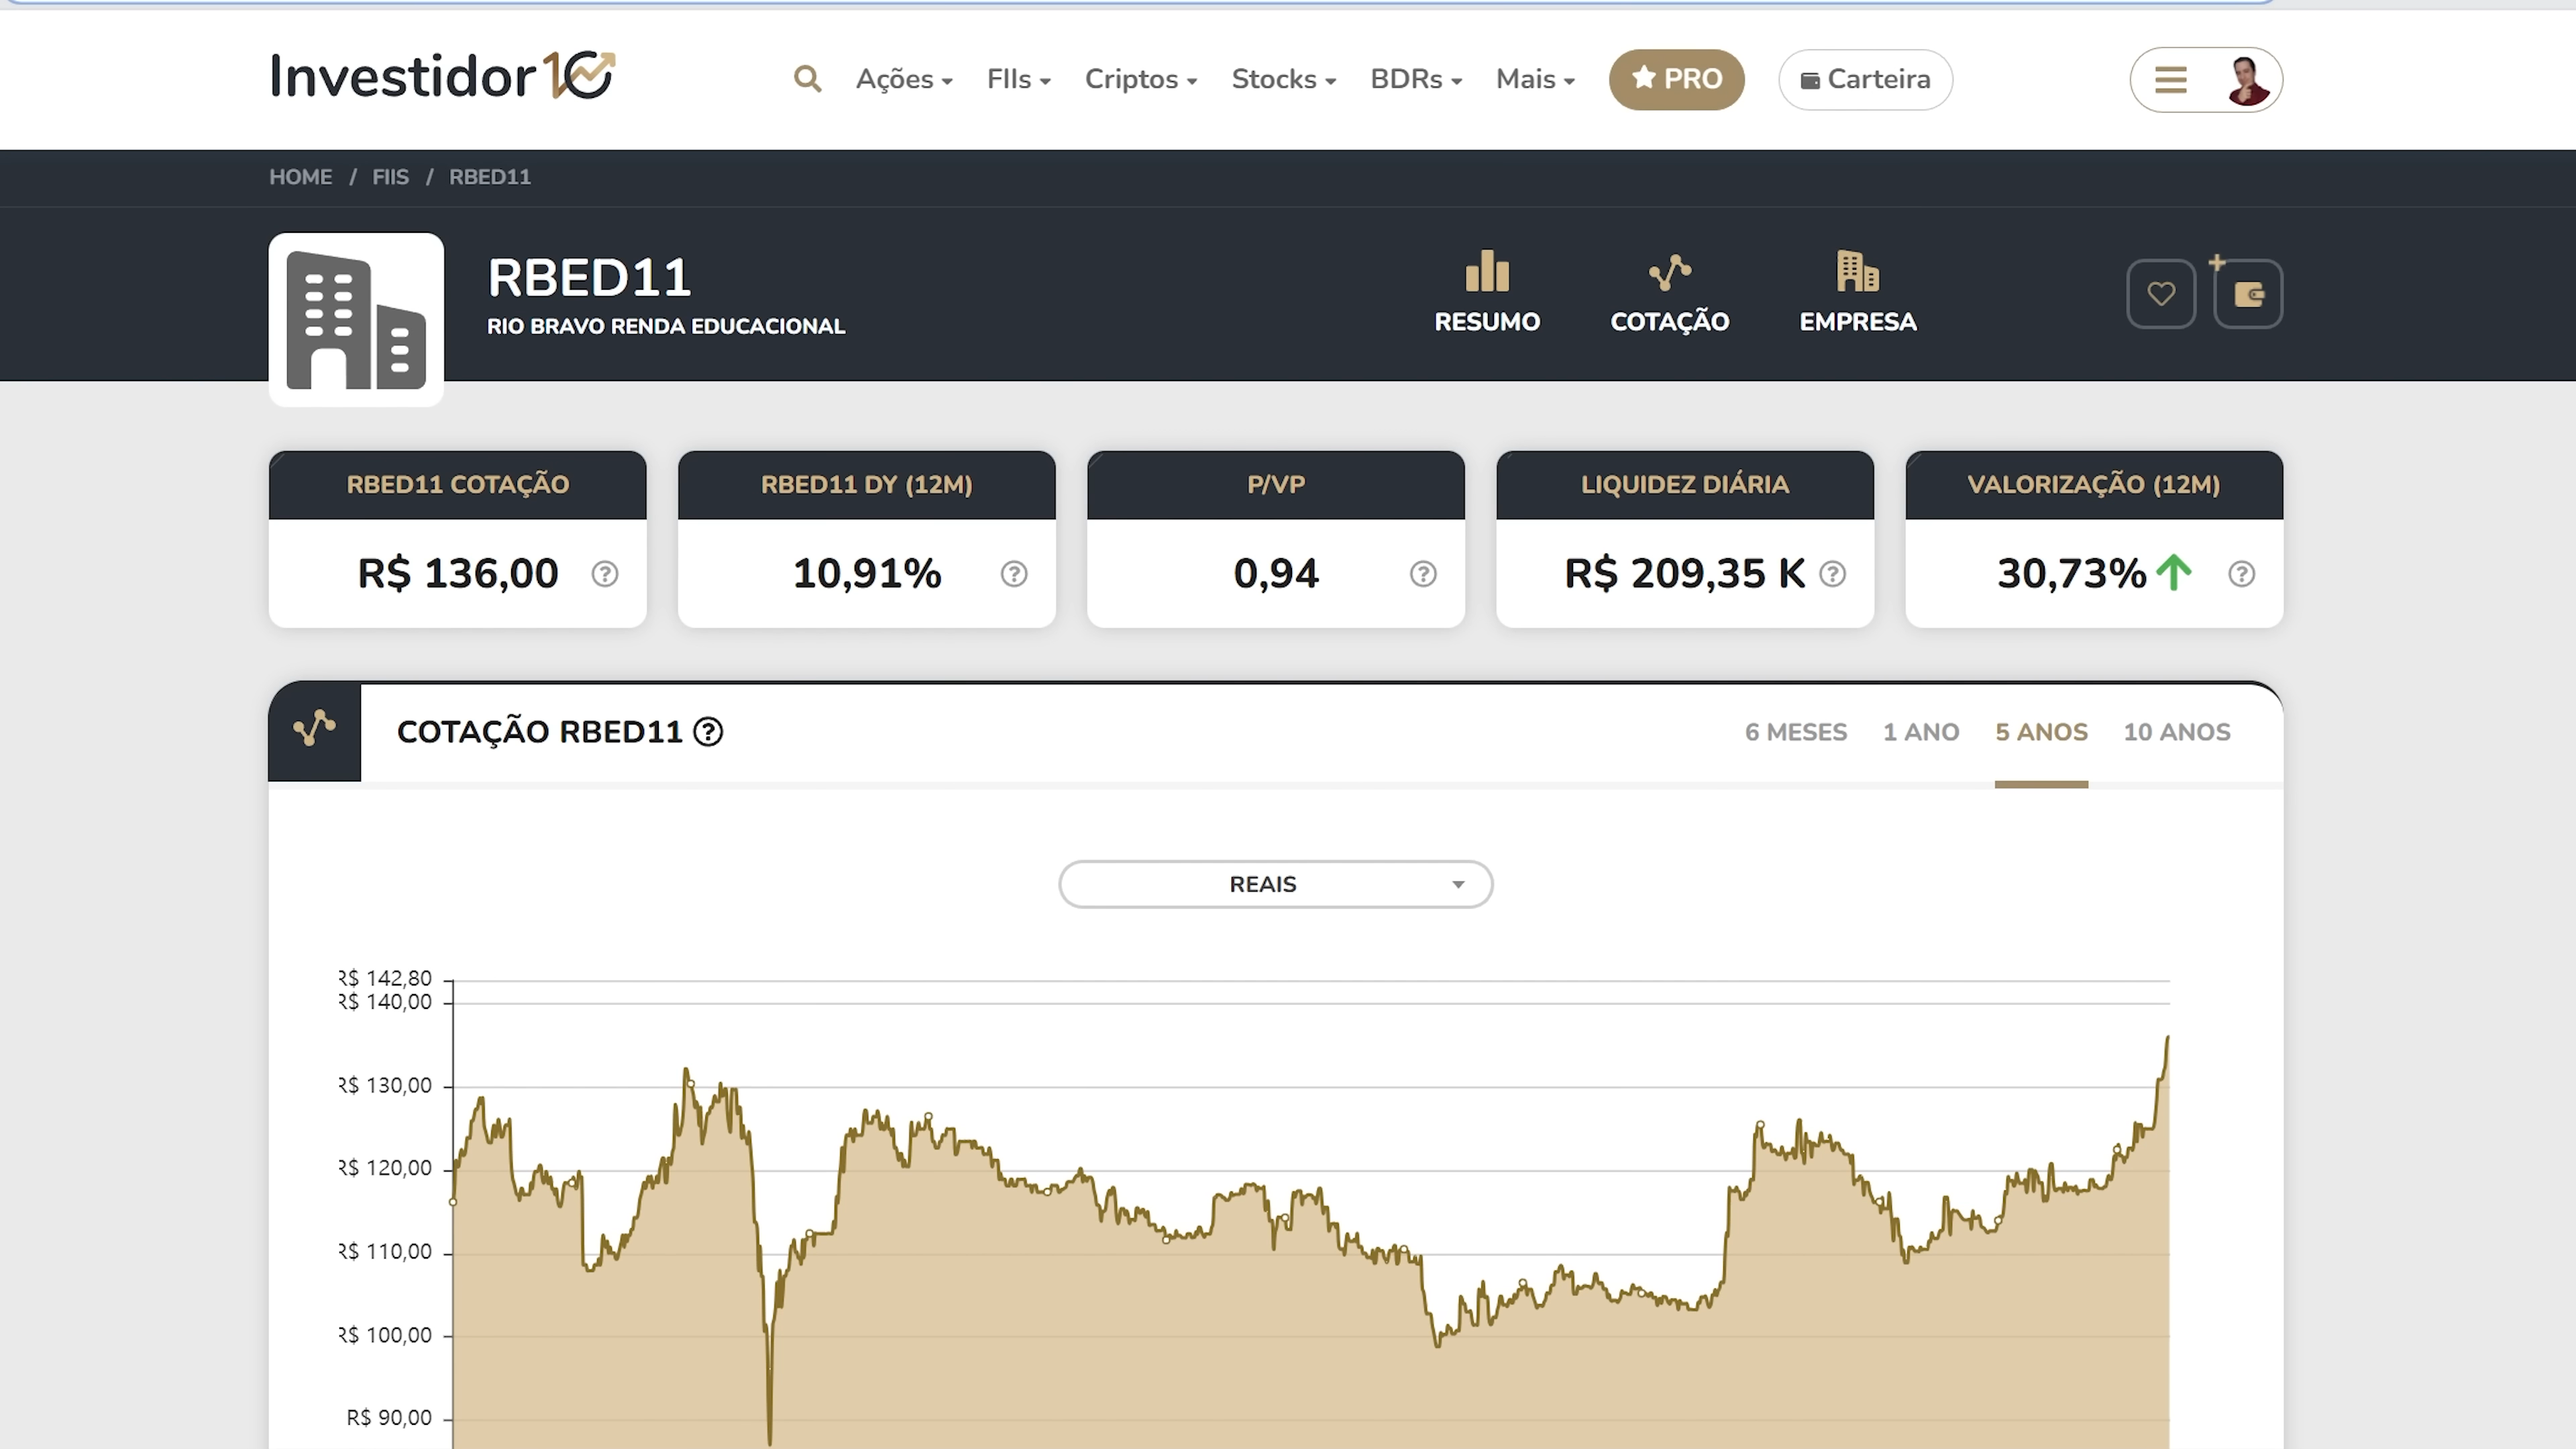 Investidor 10
Ações FIIs Criptos Stocks BDRs Mais PRO Carteira
HOME / FIIS / RBED11
RBED11
RIO BRAVO RENDA EDUCACIONAL
RESUMO COTAÇÃO EMPRESA
RBED11 COTAÇÃO
R$ 136,00
RBED11 DY (12M)
10,91%
P/VP
0,94
LIQUIDEZ DIÁRIA
R$ 209,35 K
VALORIZAÇÃO (12M)
30,73%
COTAÇÃO RBED11
6 MESES 1 ANO 5 ANOS 10 ANOS
REAIS
R$ 142,80
R$ 140,00
R$ 130,00
R$ 120,00
R$ 110,00
R$ 100,00
R$ 90,00